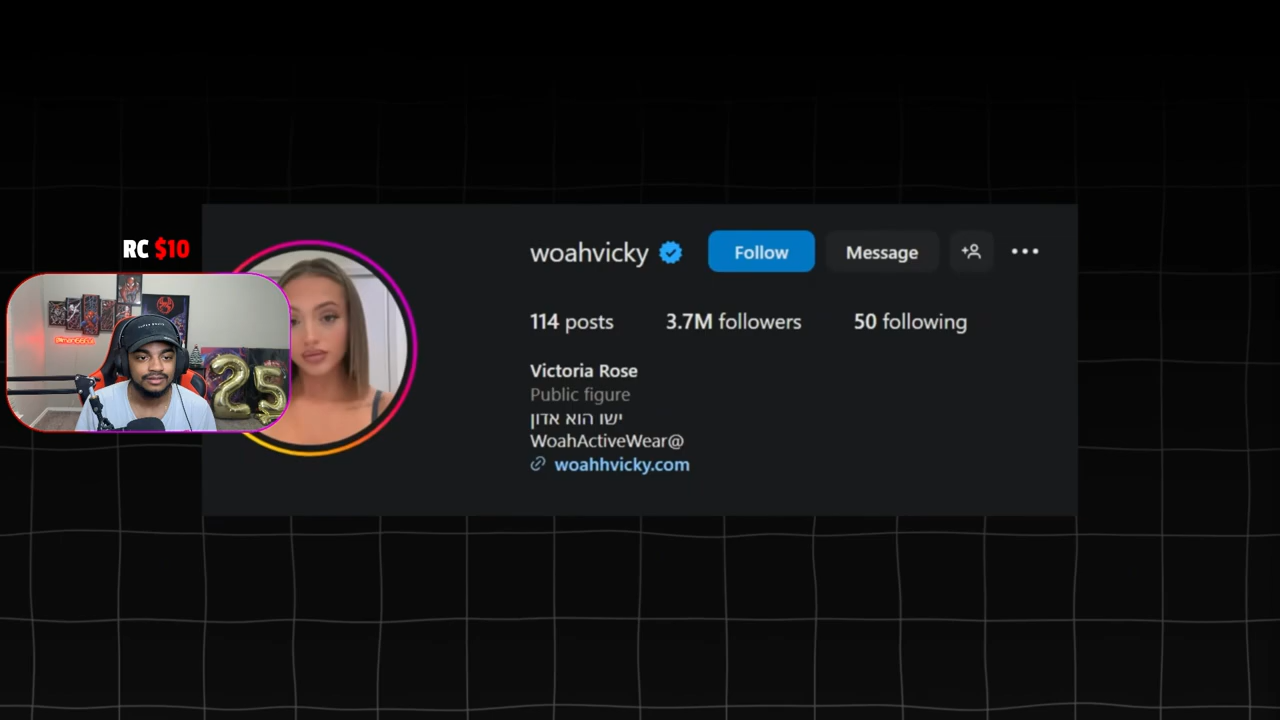 RC $10
woahvicky
Follow
Message
114 posts
3.7M followers
50 following
Victoria Rose
Public figure
ישו הוא אדון
WoahActiveWear@
woahhvicky.com
25